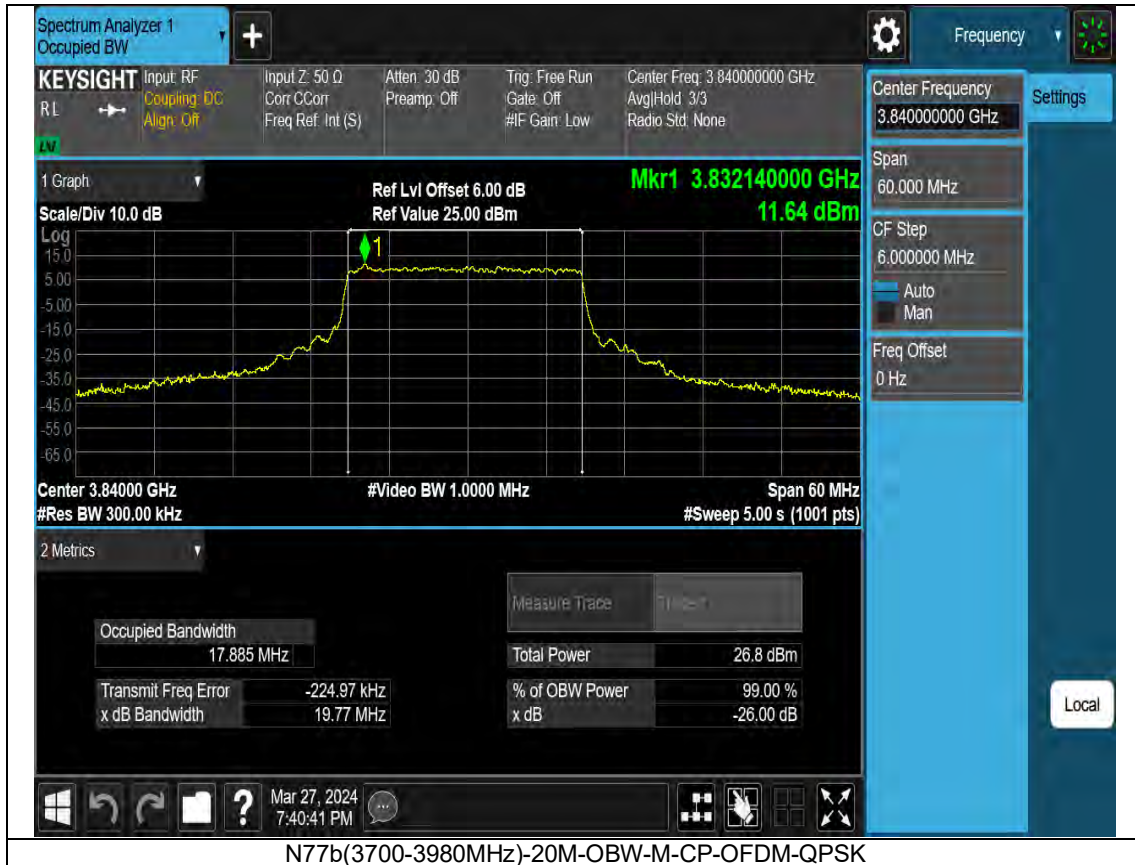 Spectrum Analyzer 1
Occupied BW
Frequency
KEYSIGHT
RL
Input: RF
Coupling: DC
Align: Off
Input Z: 50 Ω
Corr CCorr
Freq Ref: Int (S)
Atten: 30 dB
Preamp: Off
Trig: Free Run
Gate: Off
#IF Gain: Low
Center Freq: 3.840000000 GHz
Avg|Hold: 3/3
Radio Std: None
Center Frequency
3.840000000 GHz
Settings
Span
60.000 MHz
CF Step
6.000000 MHz
Auto
Man
Freq Offset
0 Hz
Local
1 Graph
Scale/Div 10.0 dB
Ref Lvl Offset 6.00 dB
Ref Value 25.00 dBm
Mkr1 3.832140000 GHz
11.64 dBm
Log
1
15.0
5.00
-5.00
-15.0
-25.0
-35.0
-45.0
-55.0
-65.0
Center 3.84000 GHz
#Res BW 300.00 kHz
#Video BW 1.0000 MHz
Span 60 MHz
#Sweep 5.00 s (1001 pts)
2 Metrics
Measure Trace
Occupied Bandwidth
17.885 MHz
Total Power 26.8 dBm
Transmit Freq Error -224.97 kHz
% of OBW Power 99.00 %
x dB Bandwidth 19.77 MHz
x dB -26.00 dB
?
Mar 27, 2024
7:40:41 PM
N77b(3700-3980MHz)-20M-OBW-M-CP-OFDM-QPSK